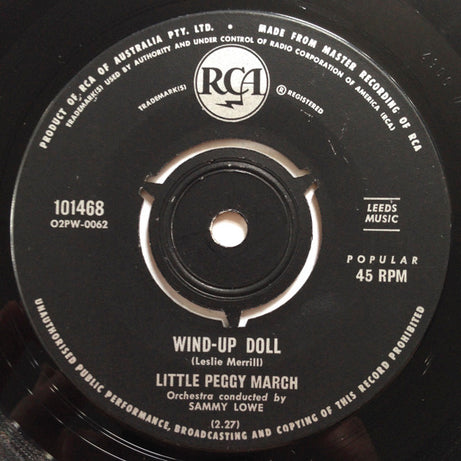 PRODUCT OF RCA OF AUSTRALIA PTY. LTD. • MADE FROM MASTER RECORDING OF RCA
TRADEMARK(S) USED BY AUTHORITY AND UNDER CONTROL OF RADIO CORPORATION OF AMERICA (RCA)
RCA
TRADEMARK(S) ® REGISTERED
101468
O2PW-0062
LEEDS
MUSIC
POPULAR
45 RPM
WIND-UP DOLL
(Leslie Merrill)
LITTLE PEGGY MARCH
Orchestra conducted by
SAMMY LOWE
(2.27)
UNAUTHORISED PUBLIC PERFORMANCE, BROADCASTING AND COPYING OF THIS RECORD PROHIBITED